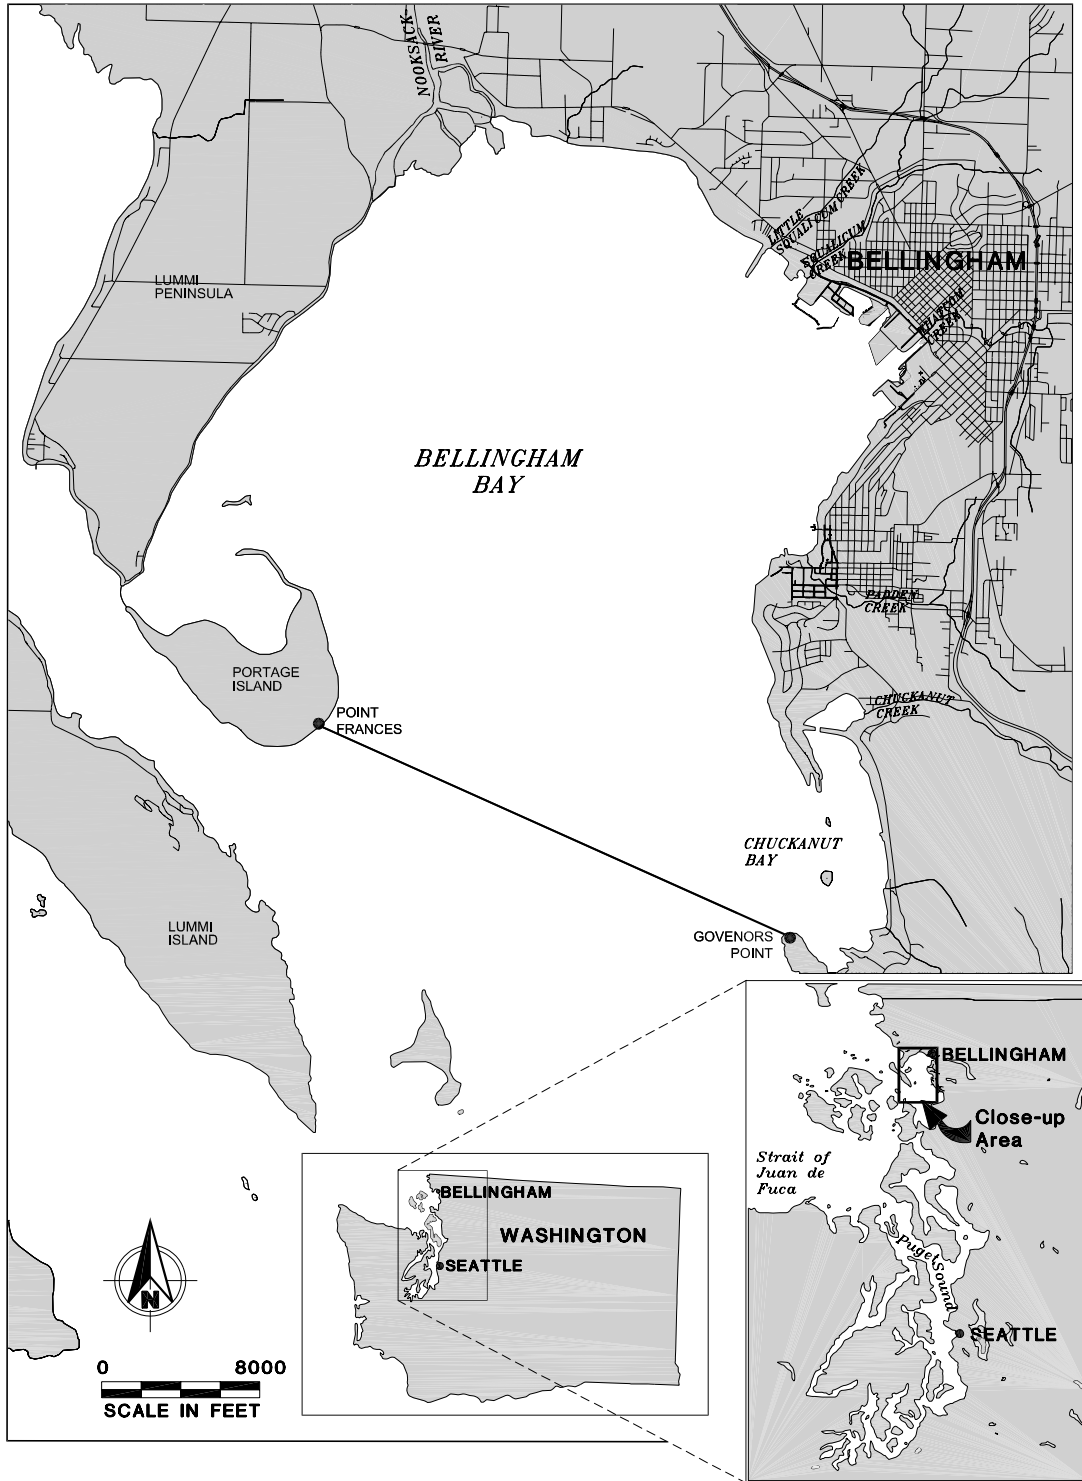 NOOKSACK
RIVER
LITTLE
SQUALICUM CREEK
SQUALICUM
CREEK
BELLINGHAM
WHATCOM
CREEK
LUMMI
PENINSULA
BELLINGHAM
BAY
PADDEN
CREEK
PORTAGE
ISLAND
POINT
FRANCES
CHUCKANUT
CREEK
CHUCKANUT
BAY
LUMMI
ISLAND
GOVENORS
POINT
BELLINGHAM
Close-up
Area
Strait of
Juan de
Fuca
Puget Sound
SEATTLE
BELLINGHAM
WASHINGTON
SEATTLE
N
0 8000
SCALE IN FEET